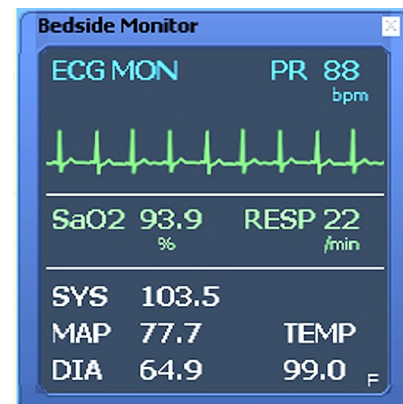 Bedside Monitor
ECG MON PR 88
bpm
SaO2 93.9 RESP 22
% /min
SYS 103.5
MAP 77.7 TEMP
DIA 64.9 99.0 F